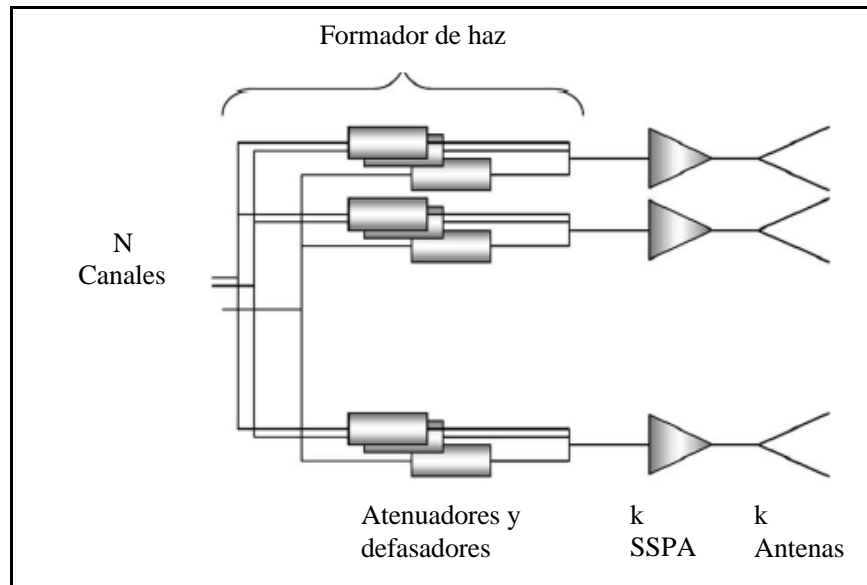 Formador de haz
N
Canales
Atenuadores y
defasadores
k
SSPA
k
Antenas